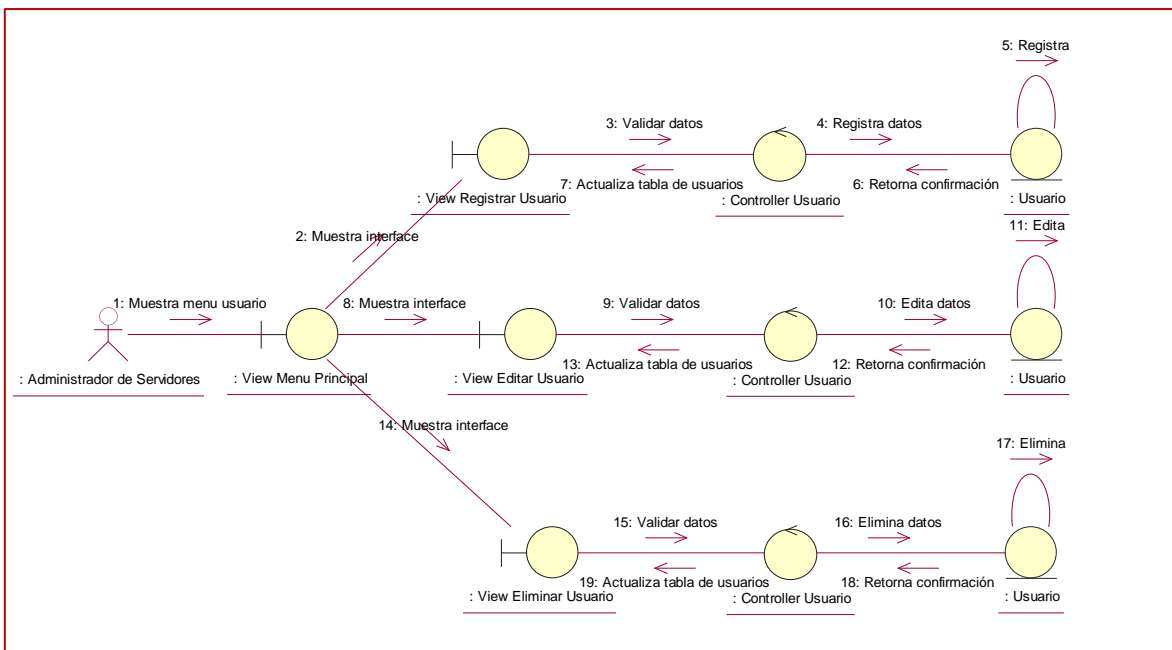 5: Registra
3: Validar datos
4: Registra datos
7: Actualiza tabla de usuarios
6: Retorna confirmación
: View Registrar Usuario
: Controller Usuario
: Usuario
2: Muestra interface
11: Edita
1: Muestra menu usuario
8: Muestra interface
9: Validar datos
10: Edita datos
13: Actualiza tabla de usuarios
12: Retorna confirmación
: Administrador de Servidores
: View Menu Principal
: View Editar Usuario
: Controller Usuario
: Usuario
14: Muestra interface
17: Elimina
15: Validar datos
16: Elimina datos
19: Actualiza tabla de usuarios
18: Retorna confirmación
: View Eliminar Usuario
: Controller Usuario
: Usuario